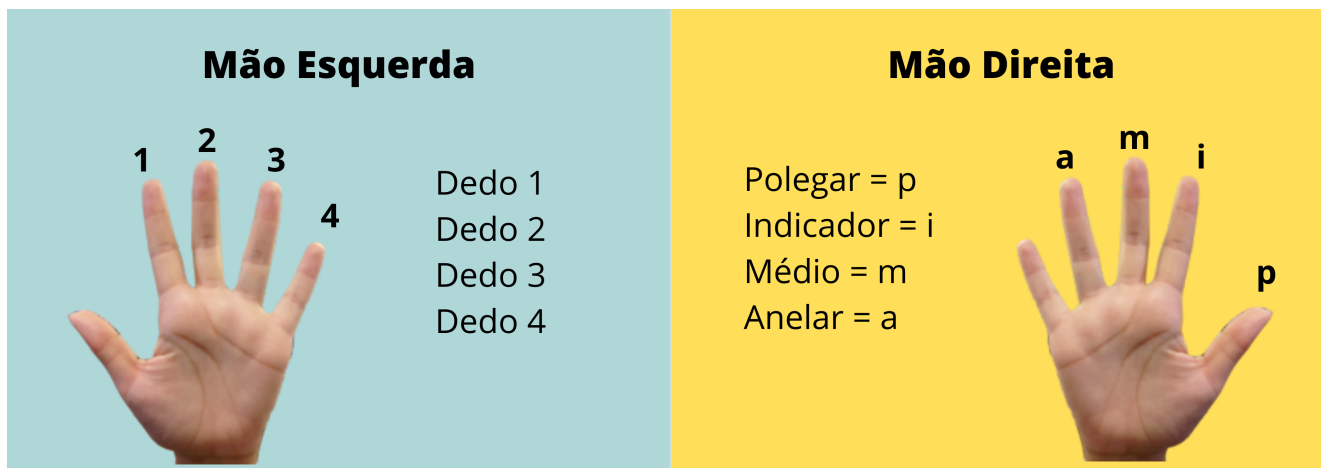 Mão Esquerda
1
2
3
4
Dedo 1
Dedo 2
Dedo 3
Dedo 4
Mão Direita
Polegar = p
Indicador = i
Médio = m
Anelar = a
a
m
i
p